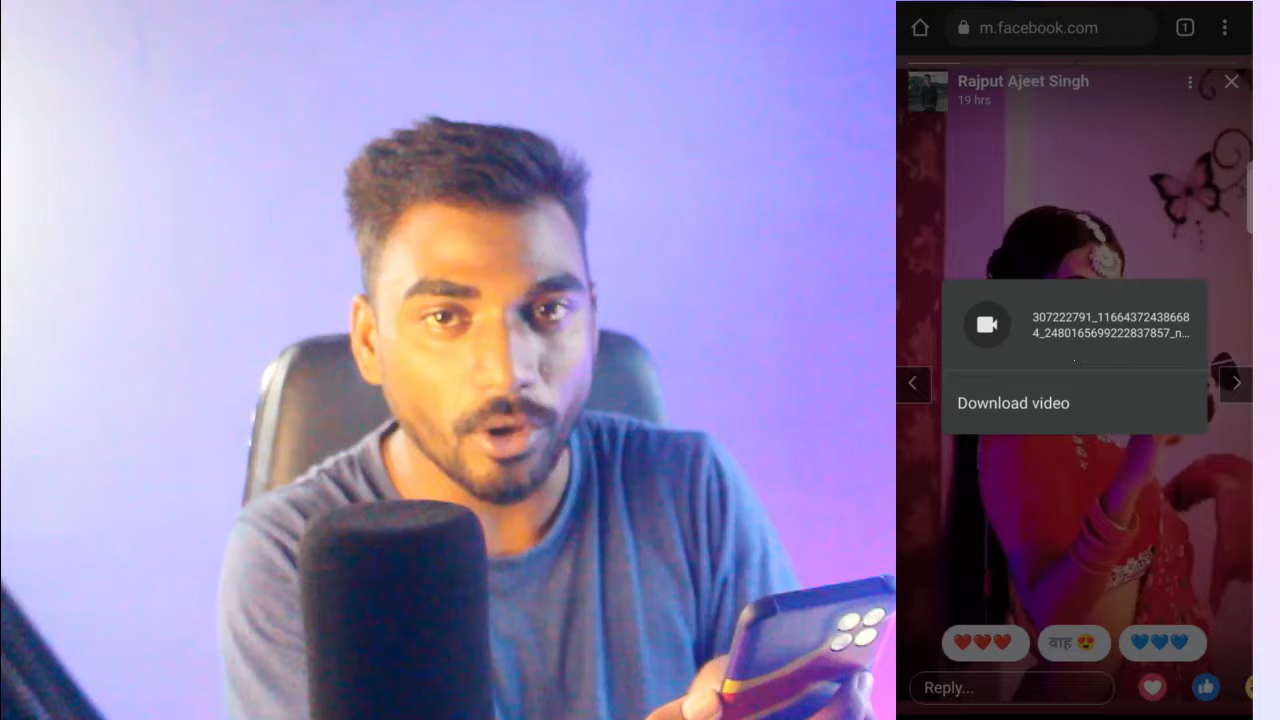 m.facebook.com
1
Rajput Ajeet Singh
19 hrs
307222791_11664372438668
4_2480165699222837857_n...
Download video
❤️❤️❤️
वाह 😍
💙💙💙
Reply...